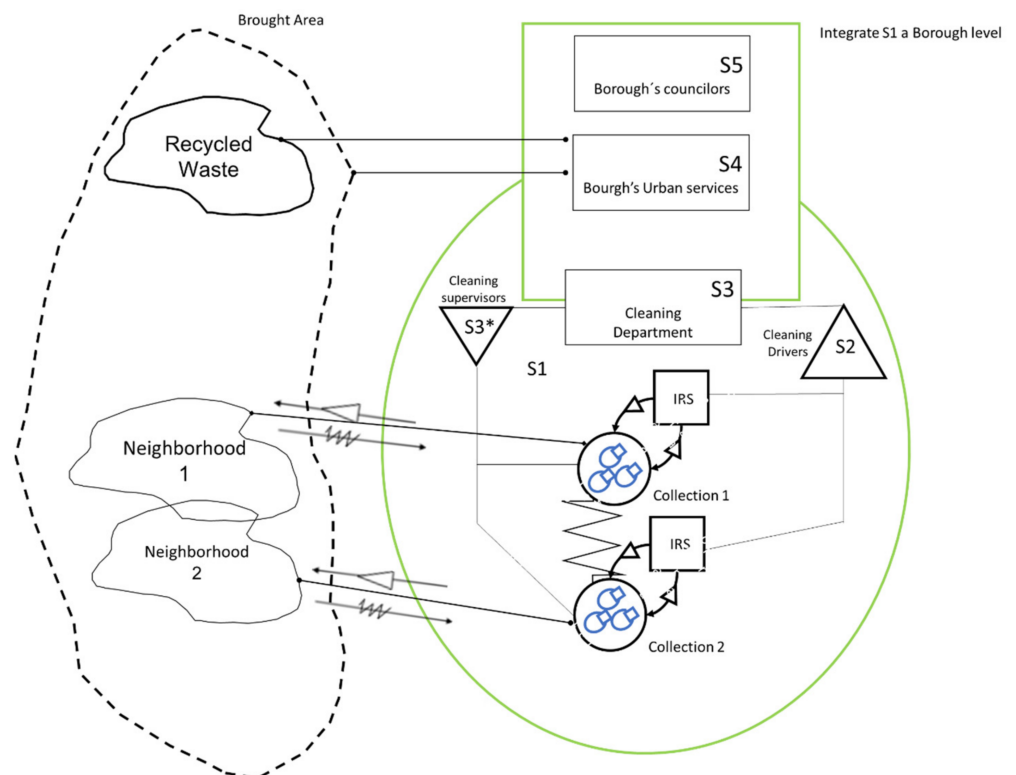 Brought Area
Integrate S1 a Borough level
S5
Borough´s councilors
Recycled
Waste
S4
Bourgh's Urban services
Cleaning
supervisors
S3*
S3
Cleaning
Department
Cleaning
Drivers
S2
S1
IRS
Neighborhood
1
Collection 1
IRS
Neighborhood
2
Collection 2